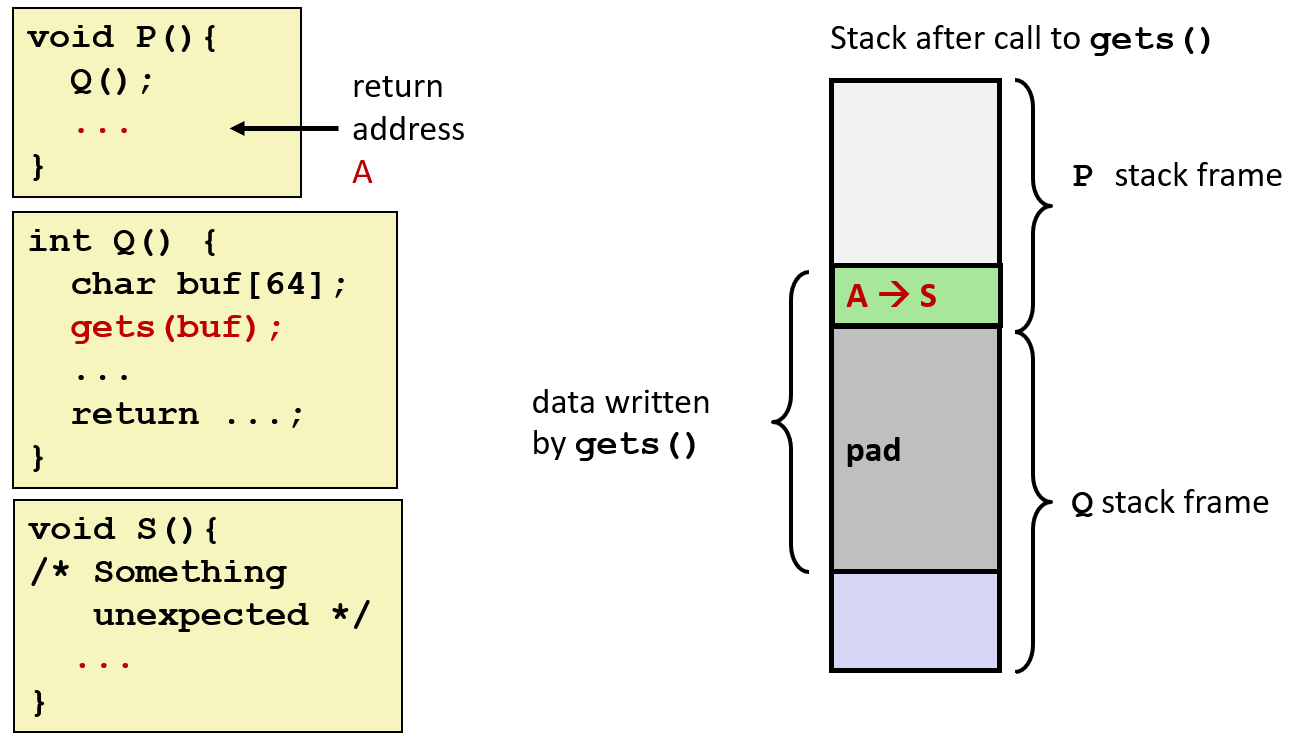 void P(){
  Q();
  ...
}
return
address
A
int Q() {
  char buf[64];
  gets(buf);
  ...
  return ...;
}
void S(){
/* Something
   unexpected */
  ...
}
Stack after call to gets()
A → S
pad
data written
by gets()
P stack frame
Q stack frame